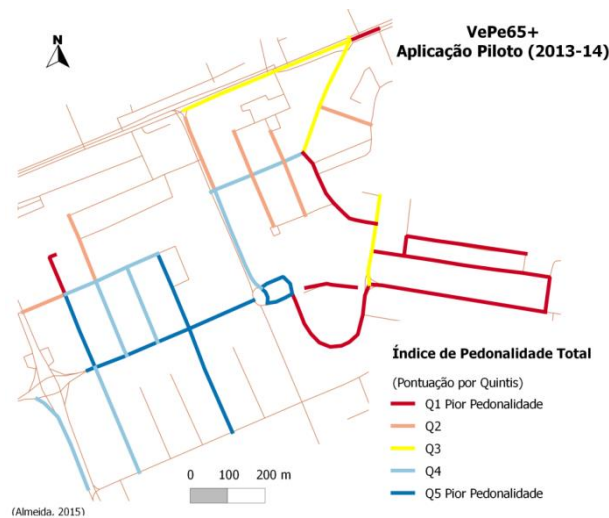 VePe65+
Aplicação Piloto (2013-14)
N
Índice de Pedonalidade Total
(Pontuação por Quintis)
Q1 Pior Pedonalidade
Q2
Q3
Q4
Q5 Pior Pedonalidade
0 100 200 m
(Almeida. 2015)